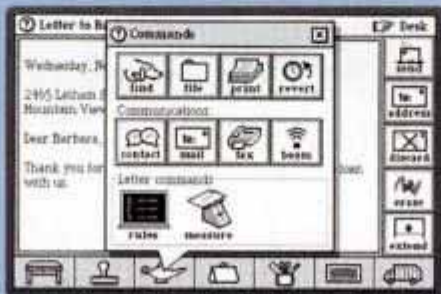 Letter to
Desk
Commands
find file print revert
Communications
contact mail fax beam
Letter commands
rules measure
2465 Latham
Mountain View
Dear Barbara,
Thank you for
with us.
send
to:
address
discard
erase
extend